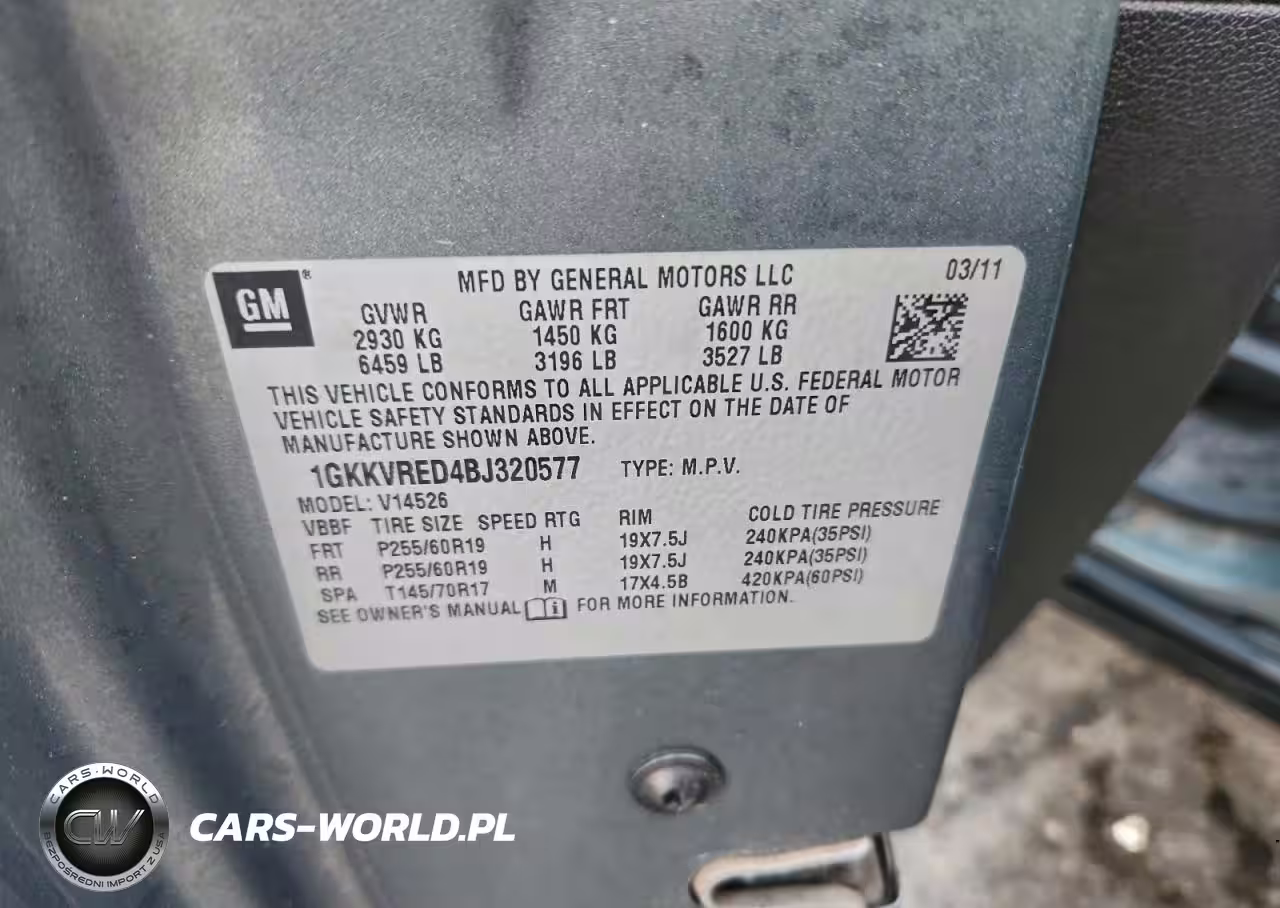 GM ®
MFD BY GENERAL MOTORS LLC
03/11
GVWR GAWR FRT GAWR RR
2930 KG 1450 KG 1600 KG
6459 LB 3196 LB 3527 LB
THIS VEHICLE CONFORMS TO ALL APPLICABLE U.S. FEDERAL MOTOR
VEHICLE SAFETY STANDARDS IN EFFECT ON THE DATE OF
MANUFACTURE SHOWN ABOVE.
1GKKVRED4BJ320577 TYPE: M.P.V.
MODEL: V14526
VBBF TIRE SIZE SPEED RTG RIM COLD TIRE PRESSURE
FRT P255/60R19 H 19X7.5J 240KPA(35PSI)
RR P255/60R19 H 19X7.5J 240KPA(35PSI)
SPA T145/70R17 M 17X4.5B 420KPA(60PSI)
SEE OWNER'S MANUAL FOR MORE INFORMATION.
CARS-WORLD
CW
BEZPOŚREDNI IMPORT Z USA
CARS-WORLD.PL